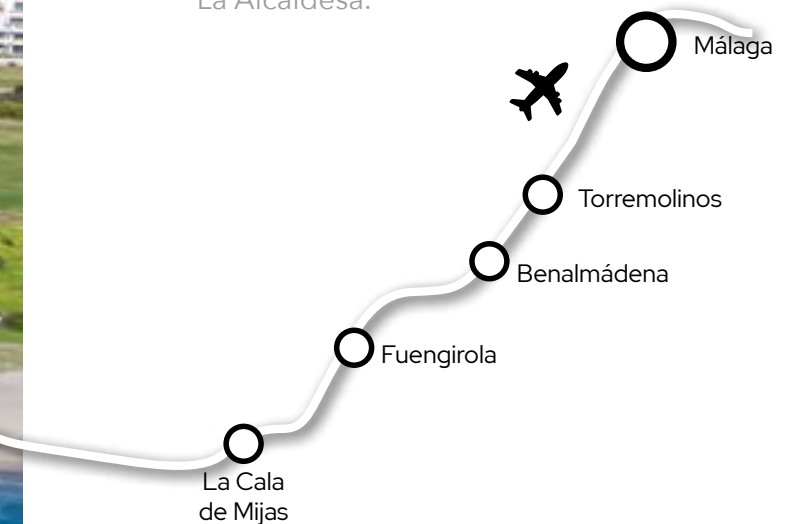 La Alcaidesa.
Málaga
Torremolinos
Benalmádena
Fuengirola
La Cala
de Mijas